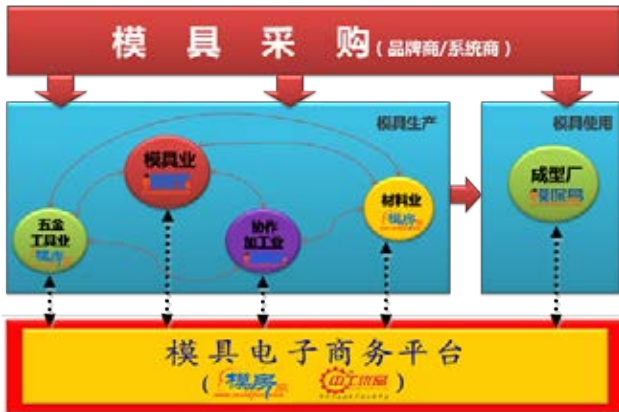 模具采购(品牌商/系统商)
模具生产
模具使用
模具业
成型厂
材料业
五金
工具业
协作
加工业
模具电子商务平台
( )